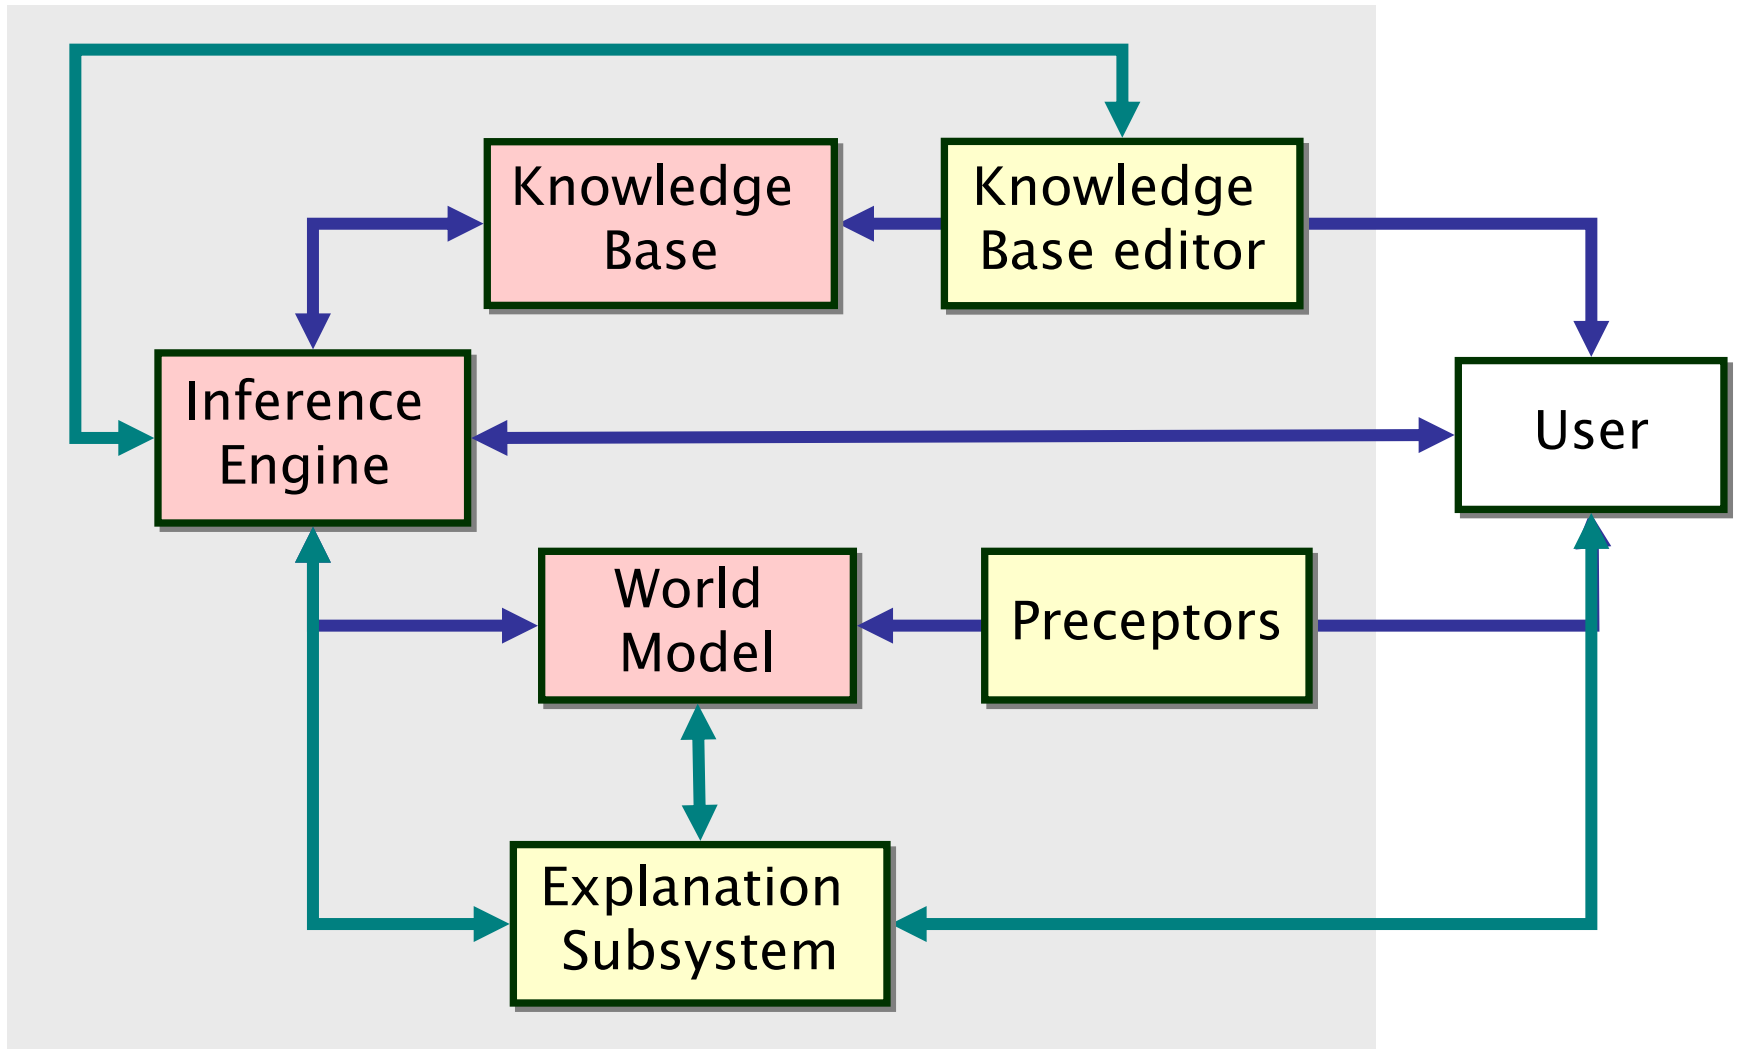 Knowledge
Base
Knowledge
Base editor
Inference
Engine
User
World
Model
Preceptors
Explanation
Subsystem